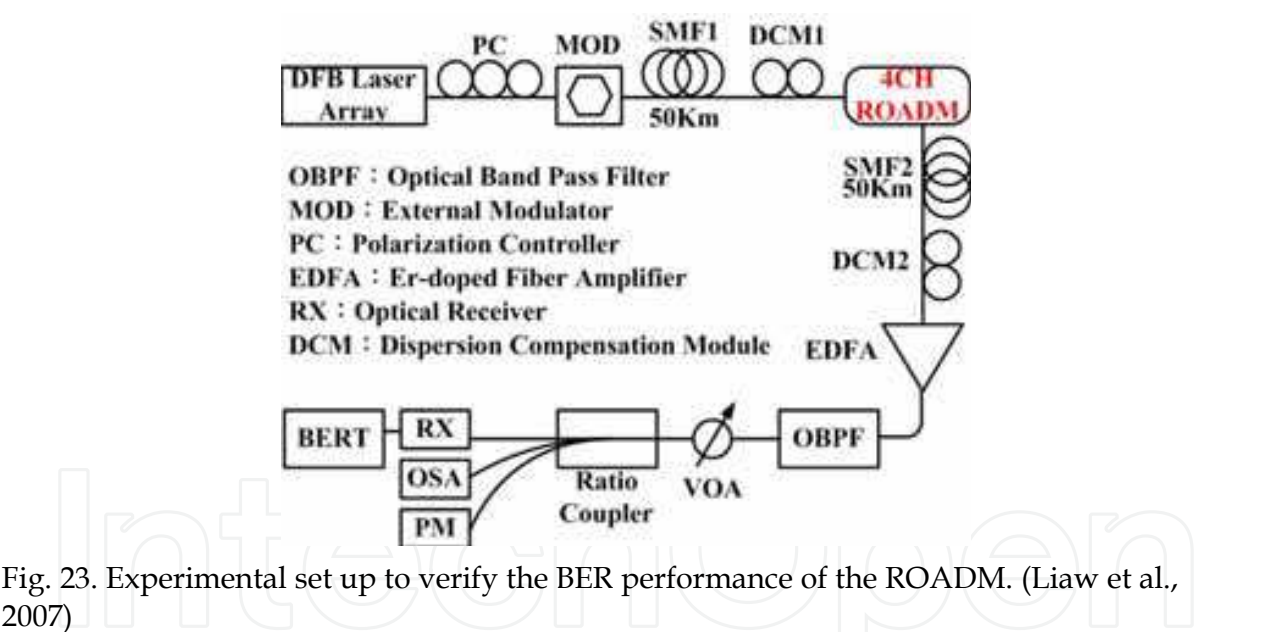 PC MOD SMF1 DCM1
DFB Laser
Array
50Km
4CH
ROADM
OBPF : Optical Band Pass Filter
MOD : External Modulator
PC : Polarization Controller
EDFA : Er-doped Fiber Amplifier
RX : Optical Receiver
DCM : Dispersion Compensation Module
SMF2
50Km
DCM2
EDFA
BERT
RX
OSA
PM
Ratio
Coupler
VOA
OBPF
IntechOpen
Fig. 23. Experimental set up to verify the BER performance of the ROADM. (Liaw et al.,
2007)